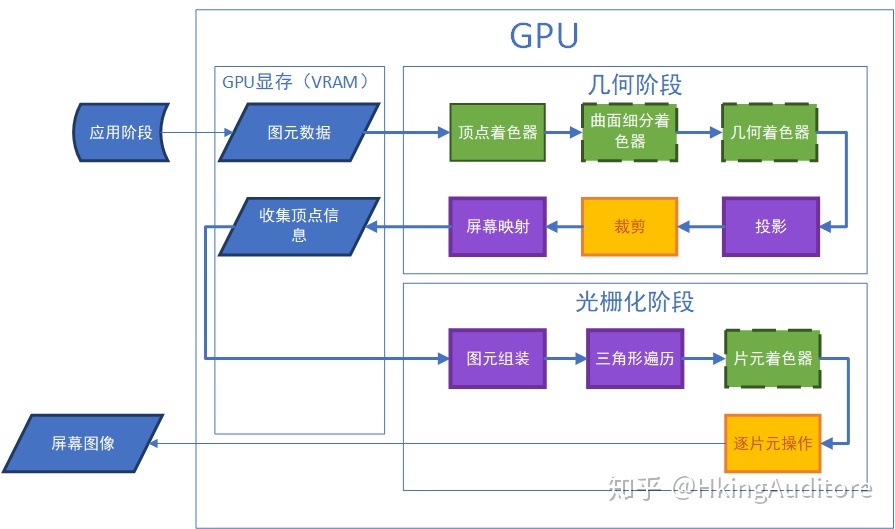 GPU
GPU显存（VRAM）
几何阶段
应用阶段
图元数据
顶点着色器
曲面细分着
色器
几何着色器
收集顶点信
息
屏幕映射
裁剪
投影
光栅化阶段
图元组装
三角形遍历
片元着色器
屏幕图像
逐片元操作
知乎 @HkingAuditore